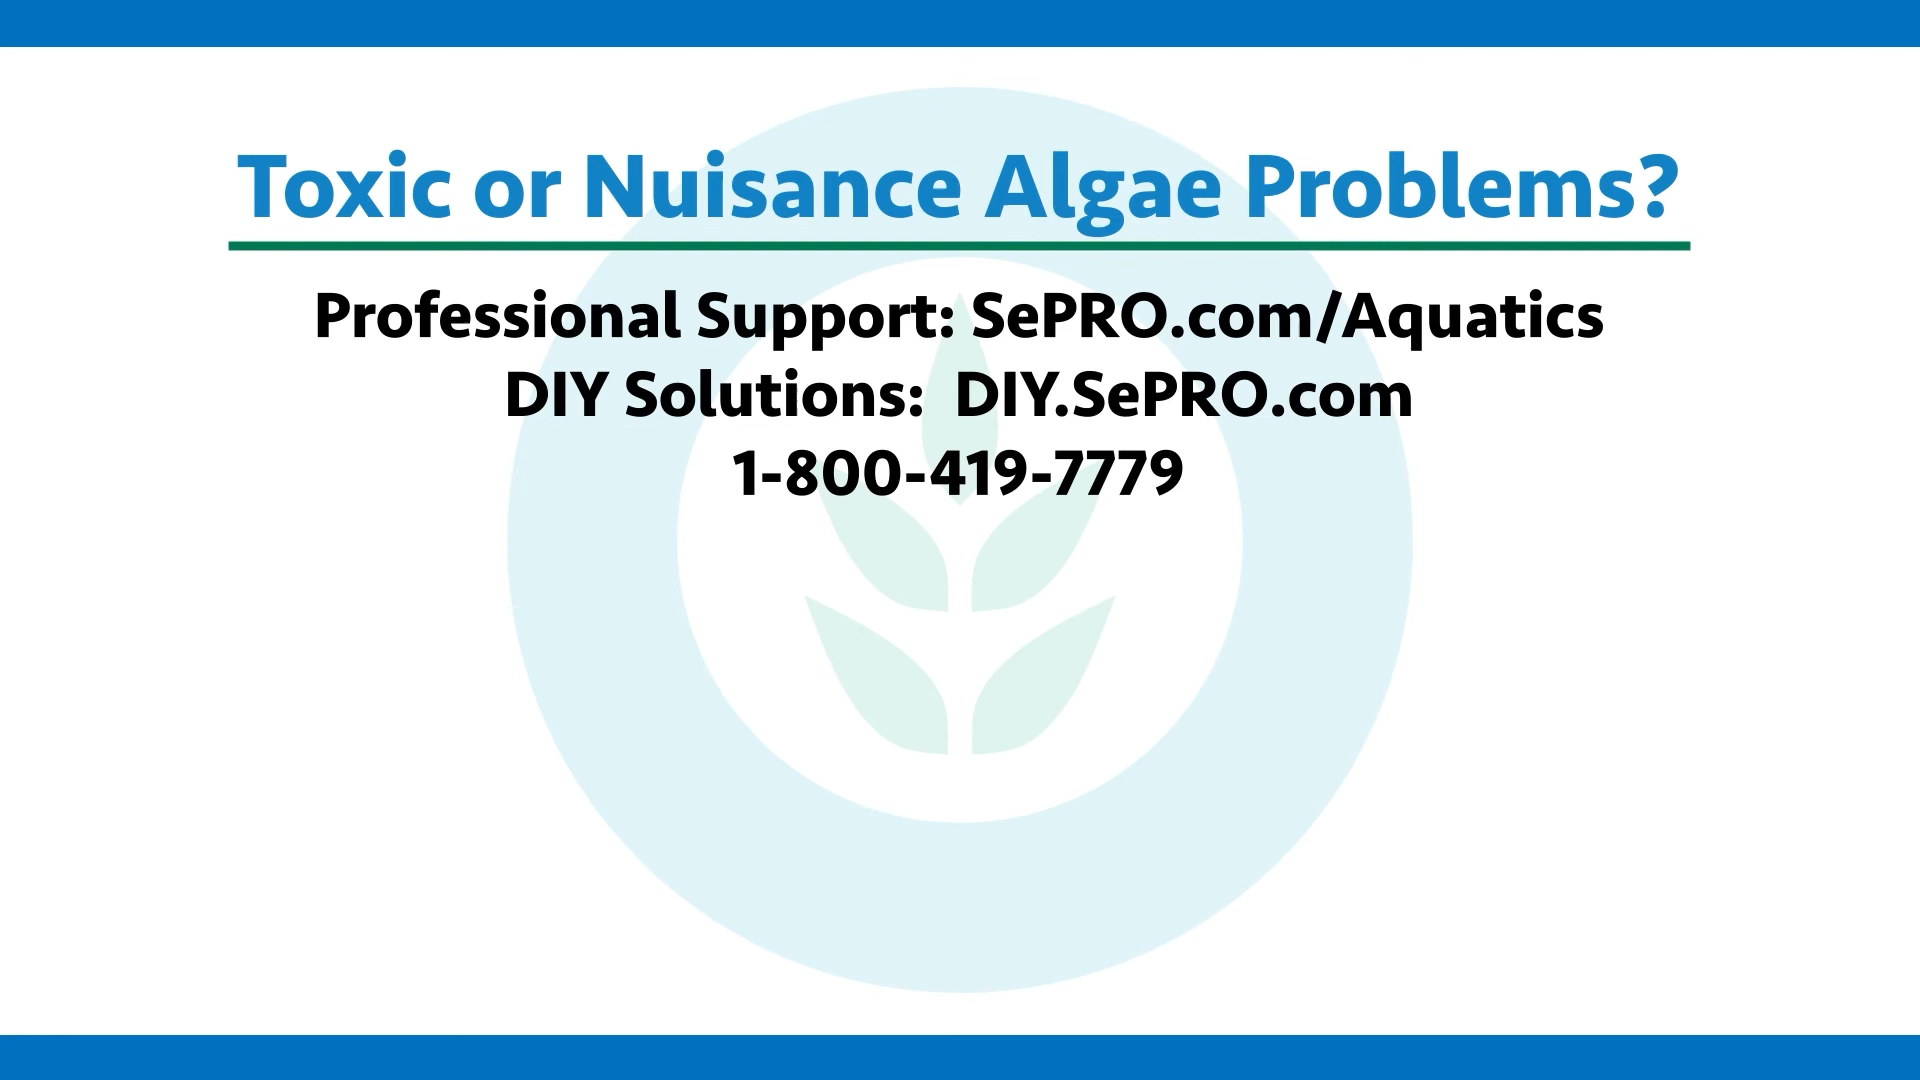 Toxic or Nuisance Algae Problems?
Professional Support: SePRO.com/Aquatics
DIY Solutions:  DIY.SePRO.com
1-800-419-7779